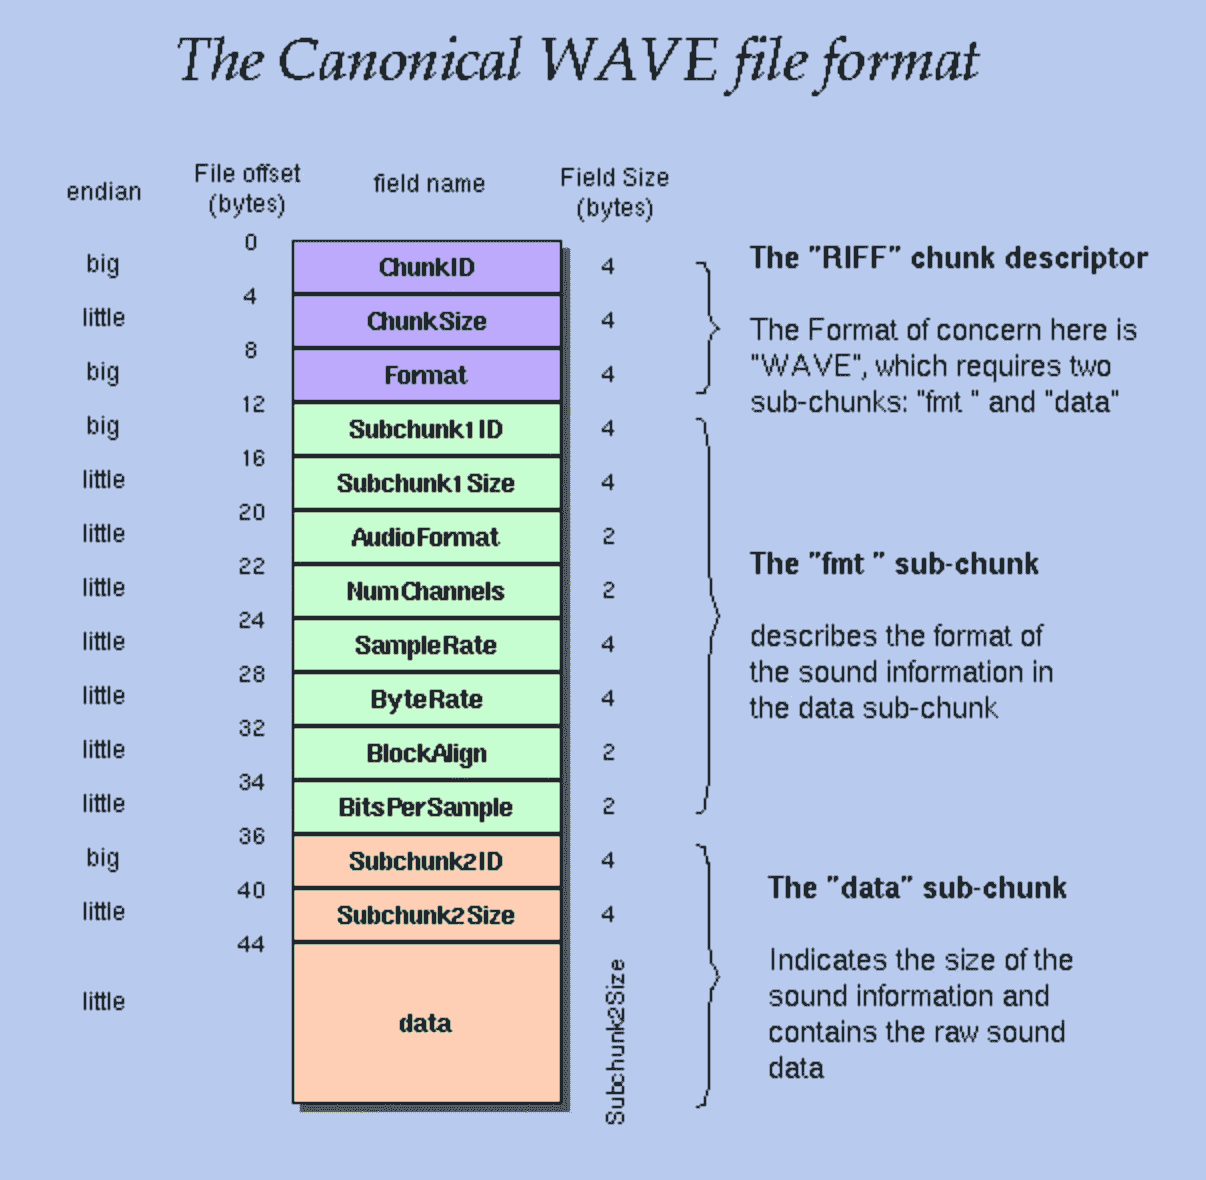 The Canonical WAVE file format
endian
File offset
(bytes)
field name
Field Size
(bytes)
0
big
ChunkID
4
4
little
ChunkSize
4
8
big
Format
4
12
big
Subchunk1ID
4
16
little
Subchunk1Size
4
20
little
AudioFormat
2
22
little
NumChannels
2
24
little
SampleRate
4
28
little
ByteRate
4
32
little
BlockAlign
2
34
little
BitsPerSample
2
36
big
Subchunk2ID
4
40
little
Subchunk2Size
4
44
little
data
Subchunk2Size
The "RIFF" chunk descriptor
The Format of concern here is
"WAVE", which requires two
sub-chunks: "fmt " and "data"
The "fmt " sub-chunk
describes the format of
the sound information in
the data sub-chunk
The "data" sub-chunk
Indicates the size of the
sound information and
contains the raw sound
data